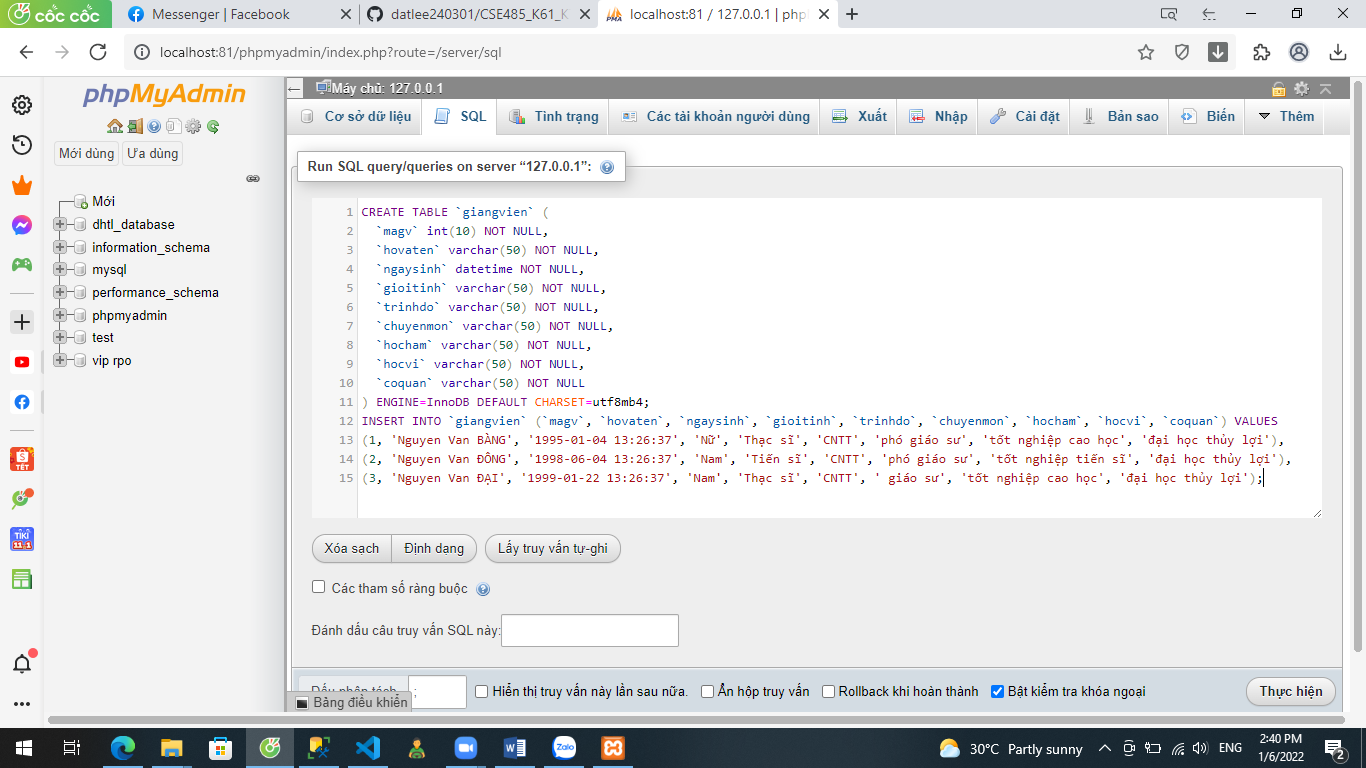 cốc cốc
Messenger | Facebook
datlee240301/CSE485_K61_K
localhost:81 / 127.0.0.1 | php
localhost:81/phpmyadmin/index.php?route=/server/sql
phpMyAdmin
Mới dùng
Ưa dùng
Mới
dhtl_database
information_schema
mysql
performance_schema
phpmyadmin
test
vip rpo
Máy chủ: 127.0.0.1
Cơ sở dữ liệu
SQL
Tình trạng
Các tài khoản người dùng
Xuất
Nhập
Cài đặt
Bản sao
Biến
Thêm
Run SQL query/queries on server “127.0.0.1”:
1 CREATE TABLE `giangvien` (
2 `magv` int(10) NOT NULL,
3 `hovaten` varchar(50) NOT NULL,
4 `ngaysinh` datetime NOT NULL,
5 `gioitinh` varchar(50) NOT NULL,
6 `trinhdo` varchar(50) NOT NULL,
7 `chuyenmon` varchar(50) NOT NULL,
8 `hocham` varchar(50) NOT NULL,
9 `hocvi` varchar(50) NOT NULL,
10 `coquan` varchar(50) NOT NULL
11 ) ENGINE=InnoDB DEFAULT CHARSET=utf8mb4;
12 INSERT INTO `giangvien` (`magv`, `hovaten`, `ngaysinh`, `gioitinh`, `trinhdo`, `chuyenmon`, `hocham`, `hocvi`, `coquan`) VALUES
13 (1, 'Nguyen Van BÀNG', '1995-01-04 13:26:37', 'Nữ', 'Thạc sĩ', 'CNTT', 'phó giáo sư', 'tốt nghiệp cao học', 'đại học thủy lợi'),
14 (2, 'Nguyen Van ĐÔNG', '1998-06-04 13:26:37', 'Nam', 'Tiến sĩ', 'CNTT', 'phó giáo sư', 'tốt nghiệp tiến sĩ', 'đại học thủy lợi'),
15 (3, 'Nguyen Van ĐẠI', '1999-01-22 13:26:37', 'Nam', 'Thạc sĩ', 'CNTT', ' giáo sư', 'tốt nghiệp cao học', 'đại học thủy lợi');
Xóa sạch
Định dạng
Lấy truy vấn tự-ghi
Các tham số ràng buộc
Đánh dấu câu truy vấn SQL này:
Dấu phân tách ;
Hiển thị truy vấn này lần sau nữa.
Ẩn hộp truy vấn
Rollback khi hoàn thành
Bật kiểm tra khóa ngoại
Thực hiện
Bảng điều khiển
TẾT
TIKI
11.1
30°C Partly sunny
ENG
2:40 PM
1/6/2022
2